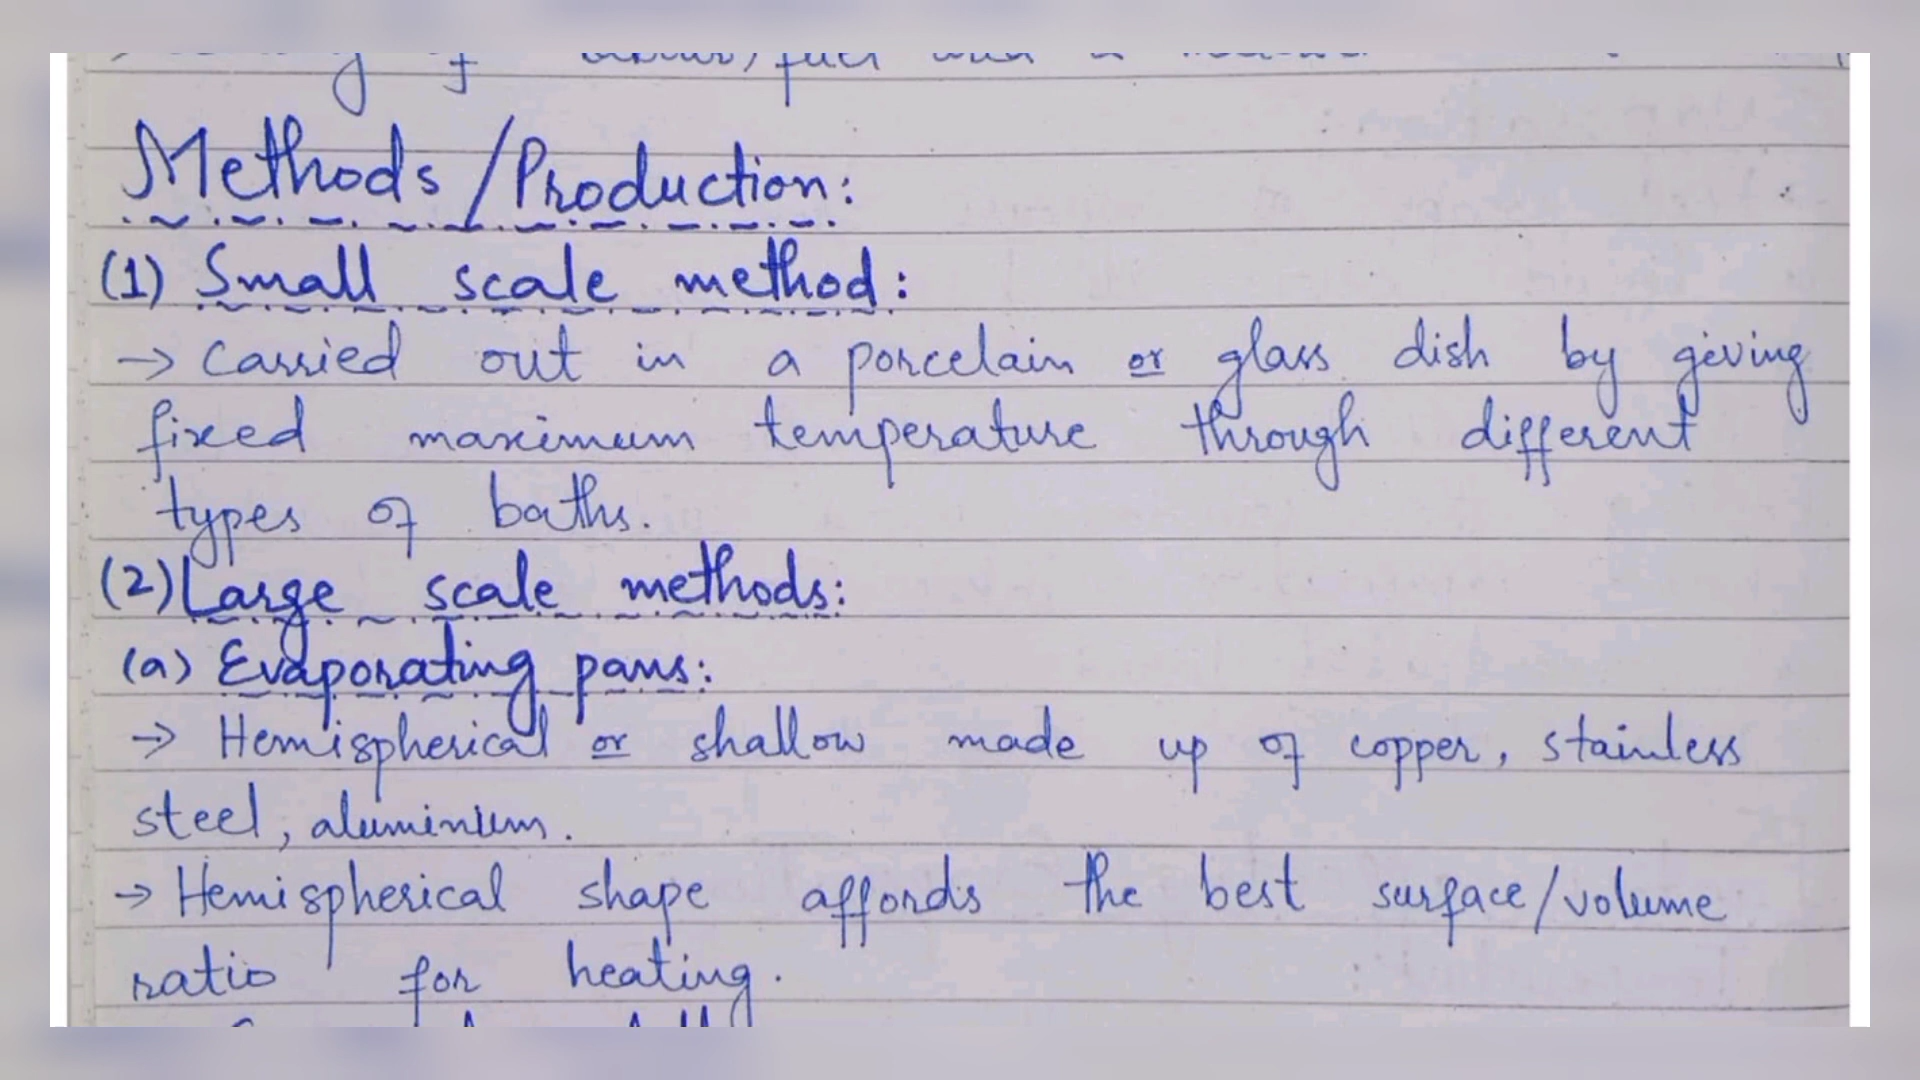 Methods/Production:
(1) Small scale method:
→ Carried out in a porcelain or glass dish by giving
fixed maximum temperature through different
types of baths.
(2) Large scale methods:
(a) Evaporating pans:
→ Hemispherical or shallow made up of copper, stainless
steel, aluminium.
→ Hemispherical shape affords the best surface/volume
ratio for heating.